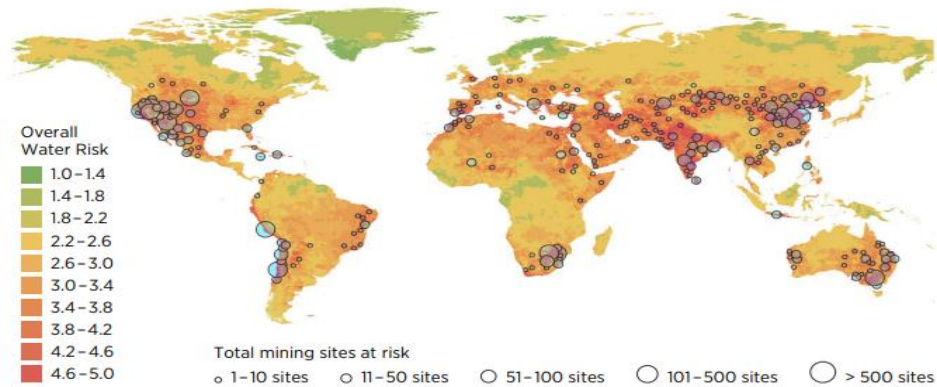 Overall
Water Risk
1.0–1.4
1.4–1.8
1.8–2.2
2.2–2.6
2.6–3.0
3.0–3.4
3.4–3.8
3.8–4.2
4.2–4.6
4.6–5.0
Total mining sites at risk
1–10 sites 11–50 sites 51–100 sites 101–500 sites > 500 sites